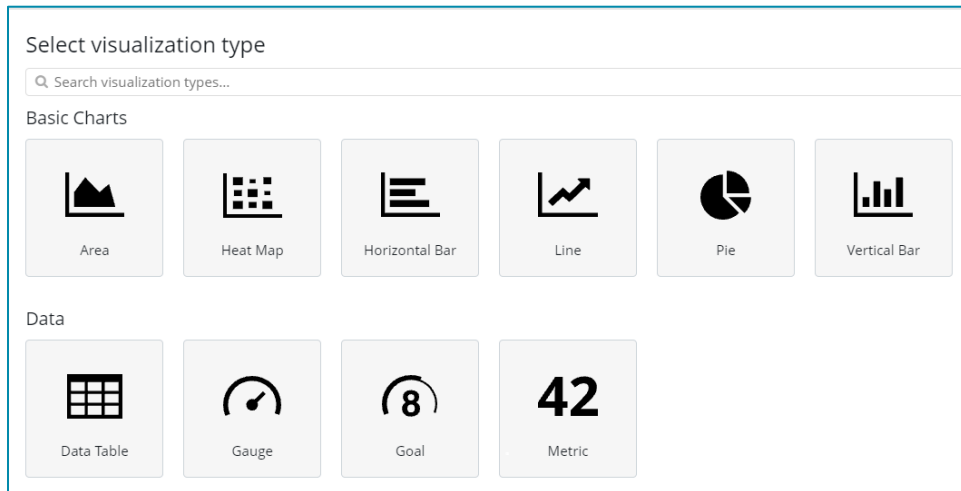 Select visualization type
Search visualization types...
Basic Charts
Area
Heat Map
Horizontal Bar
Line
Pie
Vertical Bar
Data
8
42
Data Table
Gauge
Goal
Metric